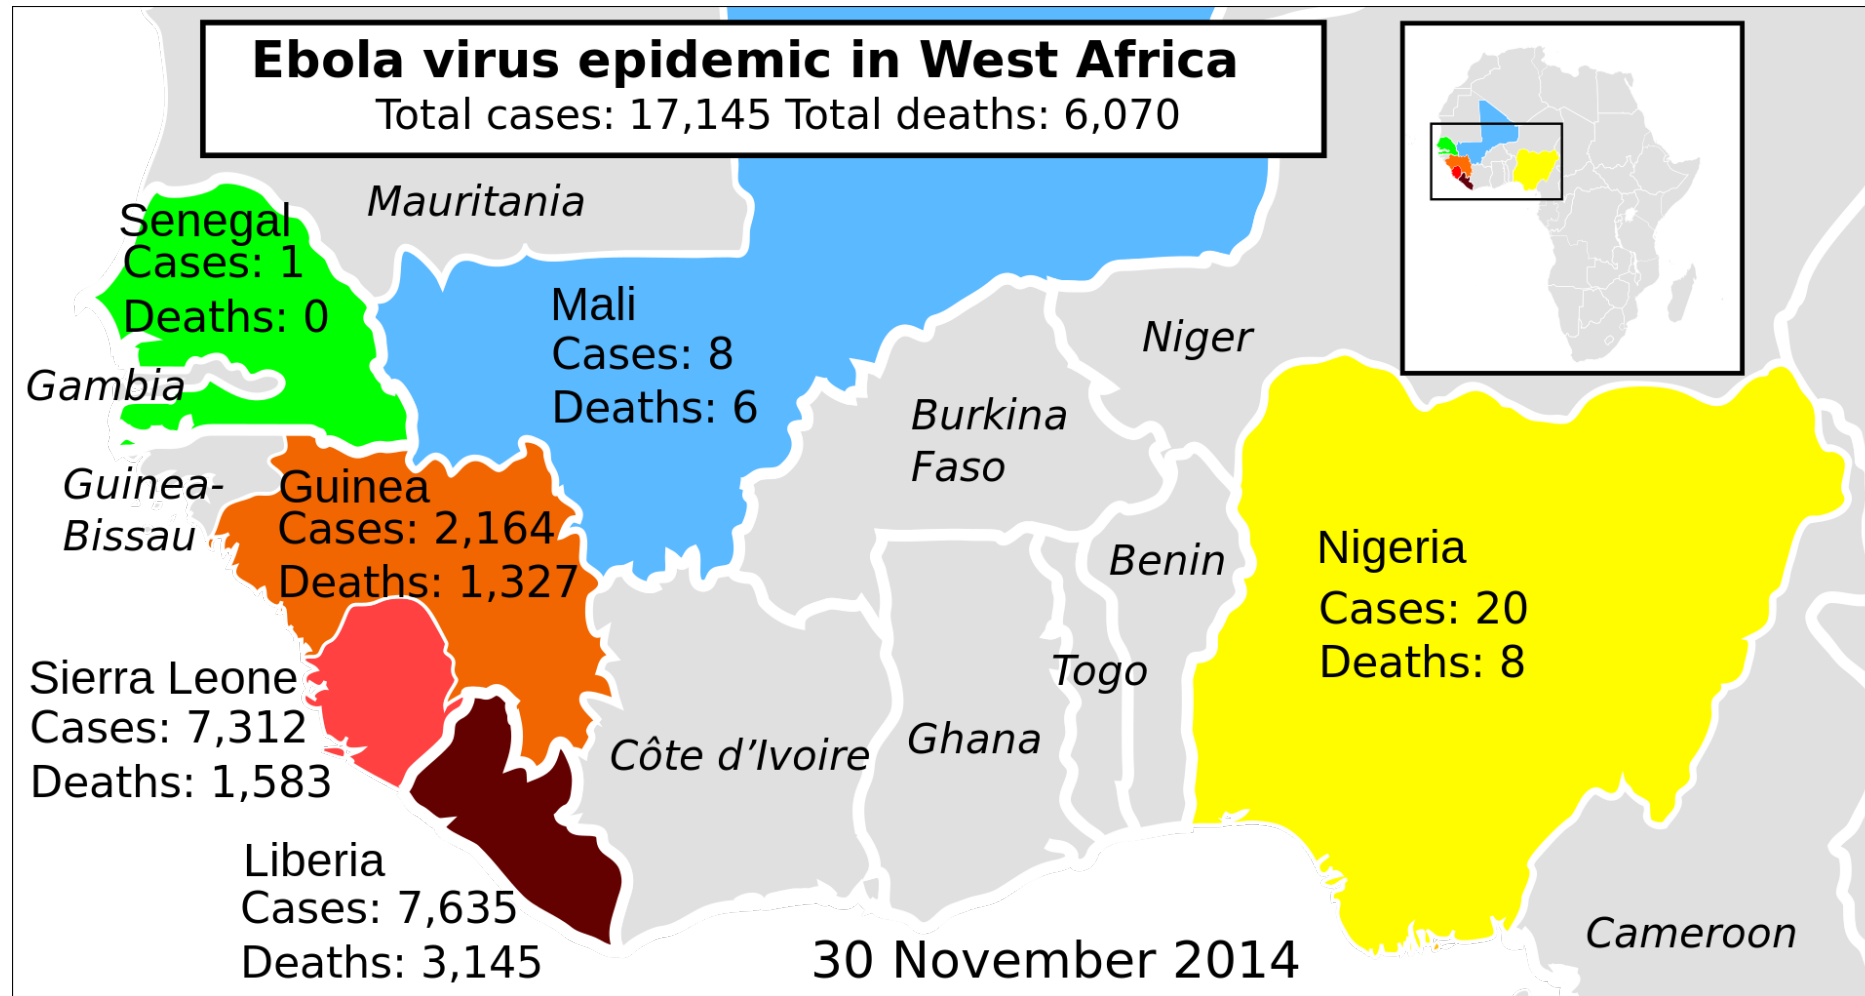 Ebola virus epidemic in West Africa
Total cases: 17,145 Total deaths: 6,070
Mauritania
Senegal
Cases: 1
Deaths: 0
Mali
Cases: 8
Deaths: 6
Niger
Gambia
Burkina
Faso
Guinea-
Bissau
Guinea
Cases: 2,164
Deaths: 1,327
Benin
Nigeria
Cases: 20
Deaths: 8
Sierra Leone
Cases: 7,312
Deaths: 1,583
Togo
Côte d’Ivoire
Ghana
Liberia
Cases: 7,635
Deaths: 3,145
Cameroon
30 November 2014